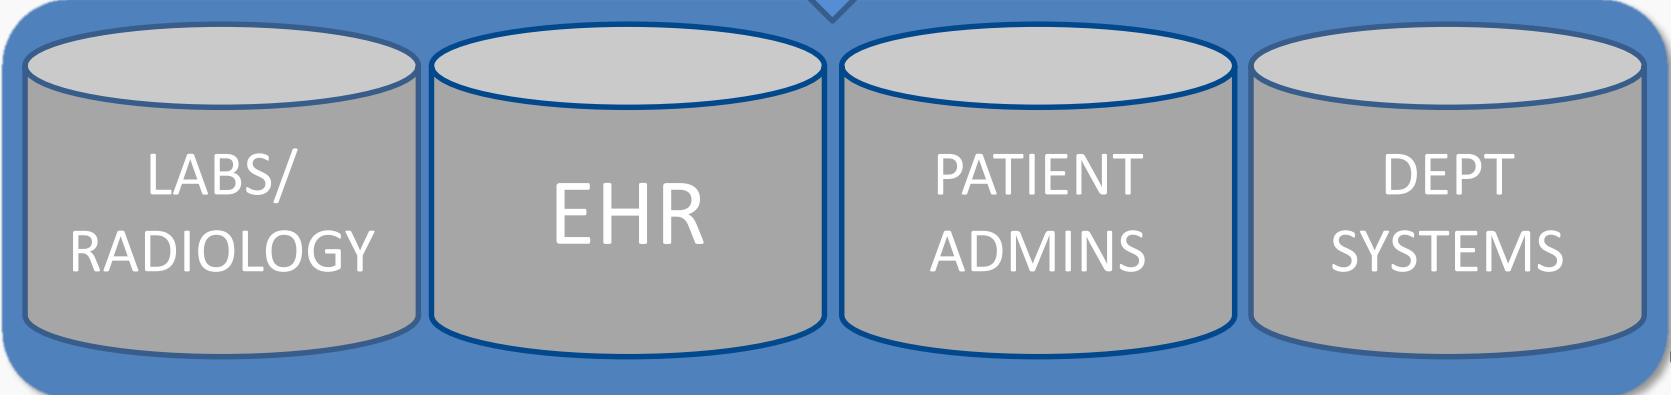 LABS/
RADIOLOGY
EHR
PATIENT
ADMINS
DEPT
SYSTEMS